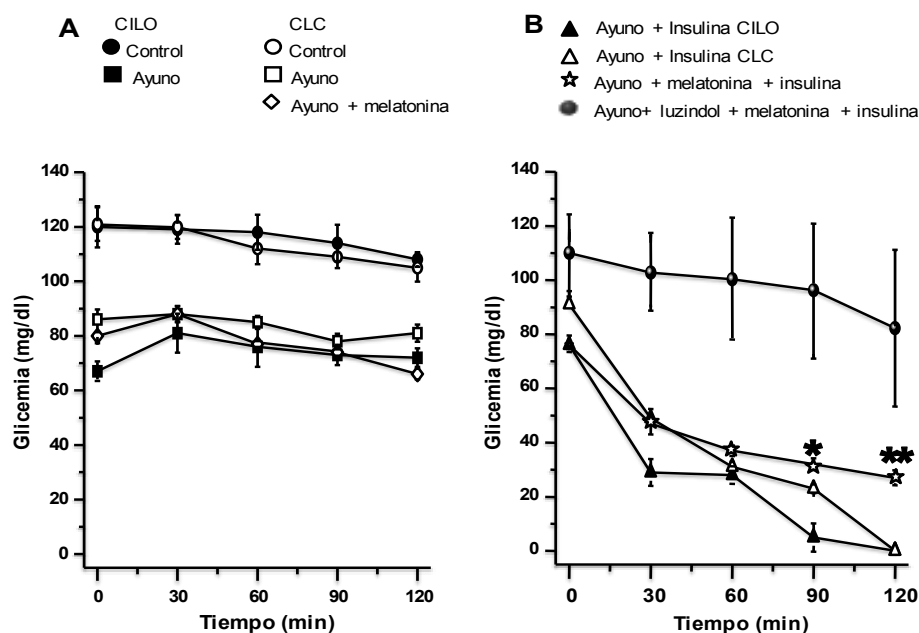 A
CILO
CLC
Control
Control
Ayuno
Ayuno
Ayuno + melatonina
140
120
100
80
60
40
20
0
Glicemia (mg/dl)
0 30 60 90 120
Tiempo (min)
B
Ayuno + Insulina CILO
Ayuno + Insulina CLC
Ayuno + melatonina + insulina
Ayuno+ luzindol + melatonina + insulina
140
120
100
80
60
40
20
0
Glicemia (mg/dl)
*
**
0 30 60 90 120
Tiempo (min)